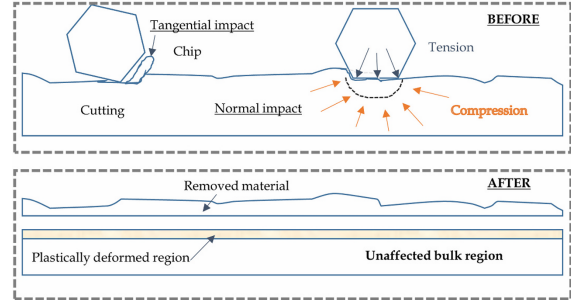 BEFORE
Tangential impact
Chip
Tension
Cutting
Normal impact
Compression
AFTER
Removed material
Plastically deformed region
Unaffected bulk region